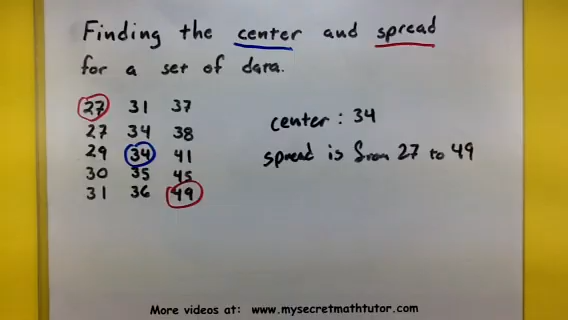 Finding the center and spread
for a set of data.
27 31 37
27 34 38
29 34 41
30 35 45
31 36 49
center : 34
spread is from 27 to 49
More videos at: www.mysecretmathtutor.com